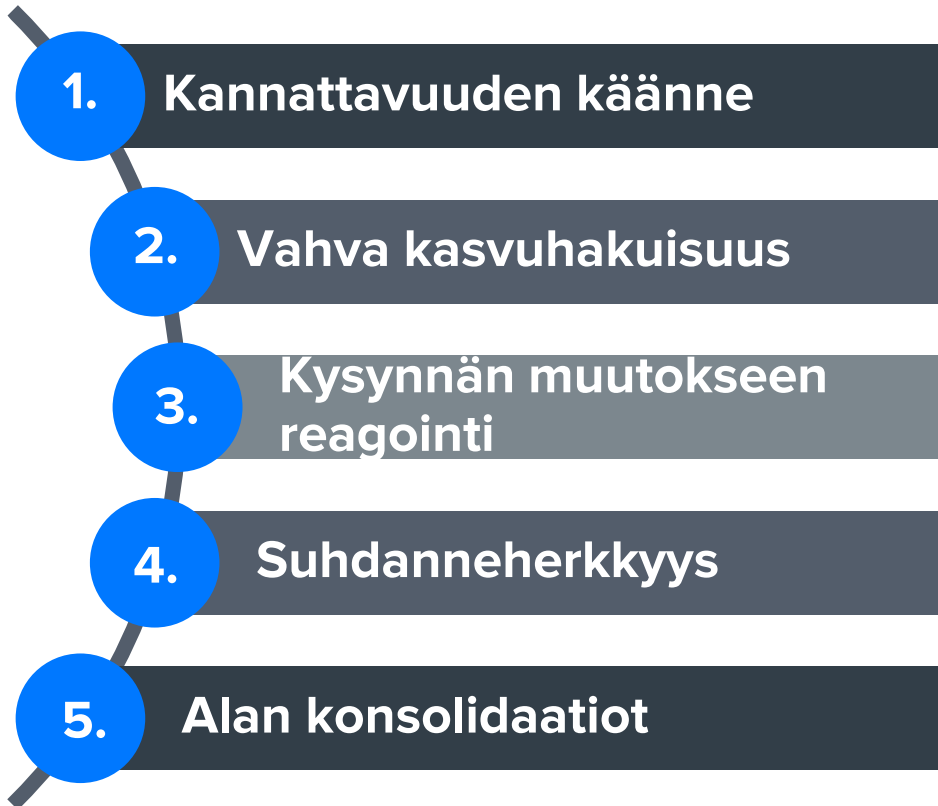 1. Kannattavuuden käänne
2. Vahva kasvuhakuisuus
3. Kysynnän muutokseen
reagointi
4. Suhdanneherkkyys
5. Alan konsolidaatiot